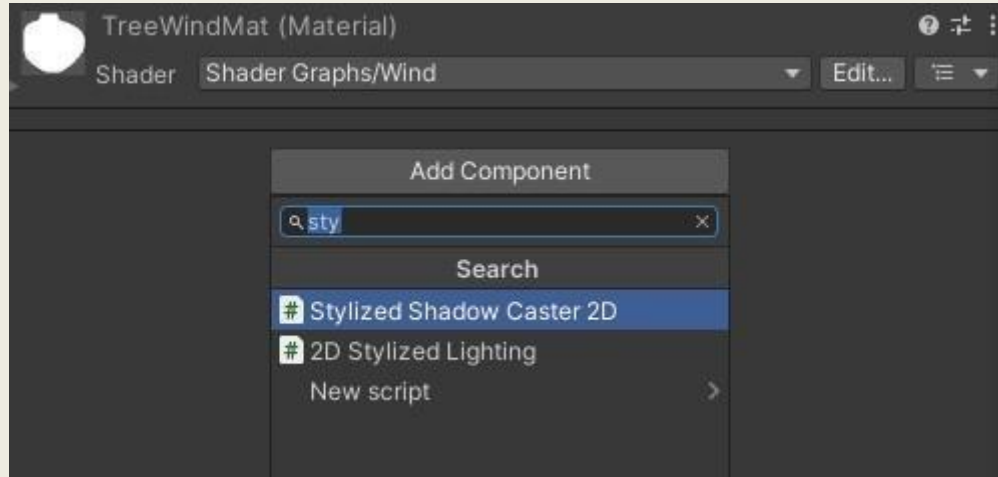 TreeWindMat (Material)
Shader Shader Graphs/Wind Edit...
Add Component
sty
Search
# Stylized Shadow Caster 2D
# 2D Stylized Lighting
New script